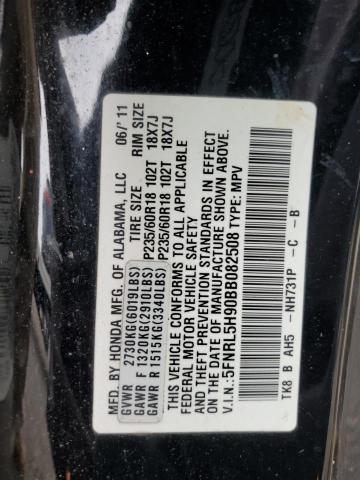 MFD. BY HONDA MFG. OF ALABAMA, LLC 06/'11
TIRE SIZE RIM SIZE
GVWR 2730KG(6019LBS)
GAWR F 1320KG(2910LBS) P235/60R18 102T 18X7J
GAWR R 1515KG(3340LBS) P235/60R18 102T 18X7J
THIS VEHICLE CONFORMS TO ALL APPLICABLE
FEDERAL MOTOR VEHICLE SAFETY
AND THEFT PREVENTION STANDARDS IN EFFECT
ON THE DATE OF MANUFACTURE SHOWN ABOVE.
V.I.N.: 5FNRL5H90BB082508 TYPE: MPV
TK8 B AH5 -NH731P -C -B